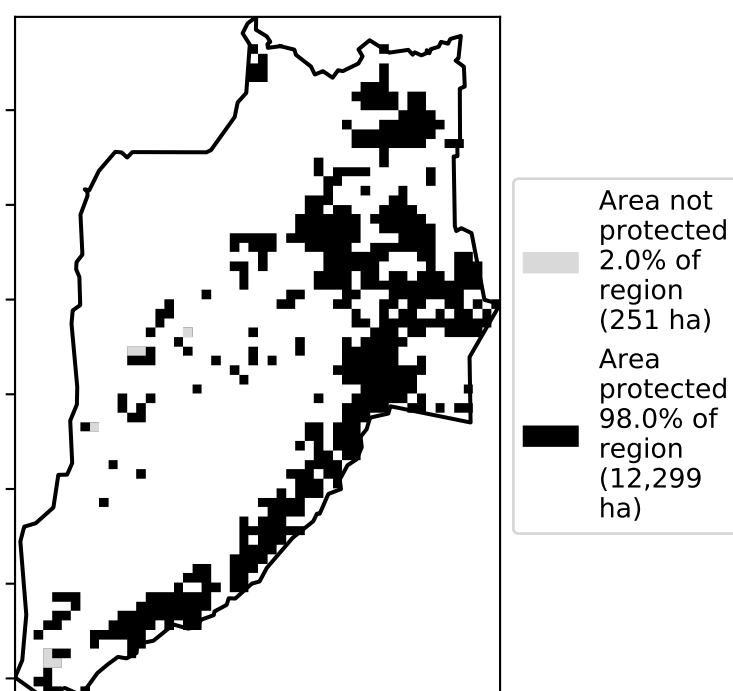 Area not
protected
2.0% of
region
(251 ha)
Area
protected
98.0% of
region
(12,299
ha)